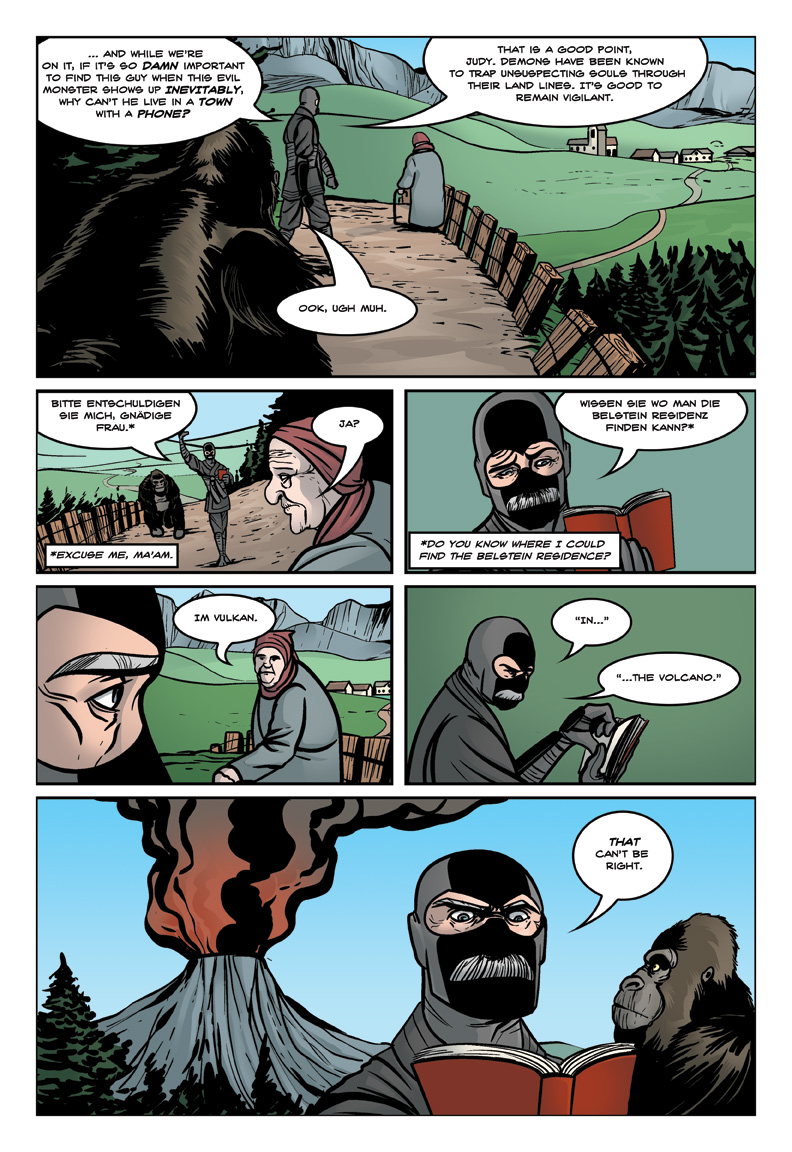 ... AND WHILE WE'RE
ON IT, IF IT'S SO DAMN IMPORTANT
TO FIND THIS GUY WHEN THIS EVIL
MONSTER SHOWS UP INEVITABLY,
WHY CAN'T HE LIVE IN A TOWN
WITH A PHONE?
THAT IS A GOOD POINT,
JUDY. DEMONS HAVE BEEN KNOWN
TO TRAP UNSUSPECTING SOULS THROUGH
THEIR LAND LINES. IT'S GOOD TO
REMAIN VIGILANT.
OOK, UGH MUH.
BITTE ENTSCHULDIGEN
SIE MICH, GNÄDIGE
FRAU.*
JA?
*EXCUSE ME, MA'AM.
WISSEN SIE WO MAN DIE
BELSTEIN RESIDENZ
FINDEN KANN?*
*DO YOU KNOW WHERE I COULD
FIND THE BELSTEIN RESIDENCE?
IM VULKAN.
"IN..."
"...THE VOLCANO."
THAT
CAN'T BE
RIGHT.